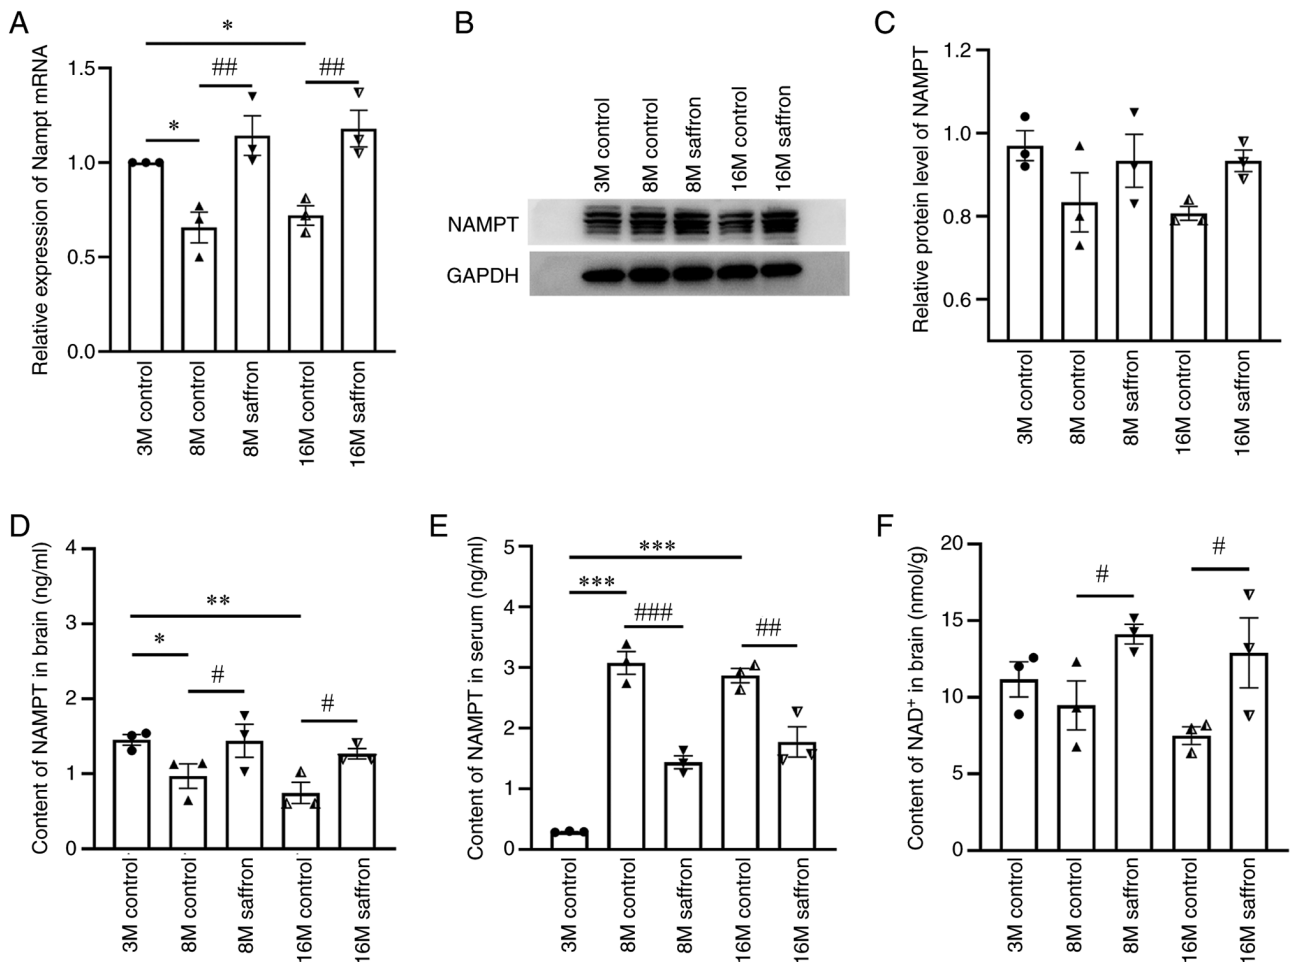 A
Relative expression of Nampt mRNA
1.5
1.0
0.5
0.0
*
*
##
##
3M control
8M control
8M saffron
16M control
16M saffron
B
3M control
8M control
8M saffron
16M control
16M saffron
NAMPT
GAPDH
C
Relative protein level of NAMPT
1.2
1.0
0.8
0.6
3M control
8M control
8M saffron
16M control
16M saffron
D
Content of NAMPT in brain (ng/ml)
4
3
2
1
0
**
*
#
#
3M control
8M control
8M saffron
16M control
16M saffron
E
Content of NAMPT in serum (ng/ml)
5
4
3
2
1
0
***
***
###
##
3M control
8M control
8M saffron
16M control
16M saffron
F
Content of NAD⁺ in brain (nmol/g)
20
15
10
5
0
#
#
3M control
8M control
8M saffron
16M control
16M saffron